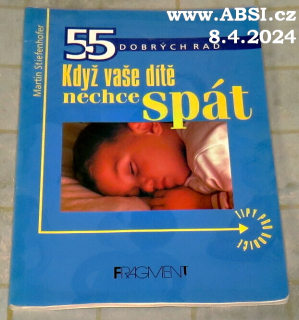 www.ABSI.cz
8.4.2024
Martin Stiefenhofer
55 DOBRÝCH RAD
Když vaše dítě
nechce spát
TIPY PRO RODIČE
FRAGMENT